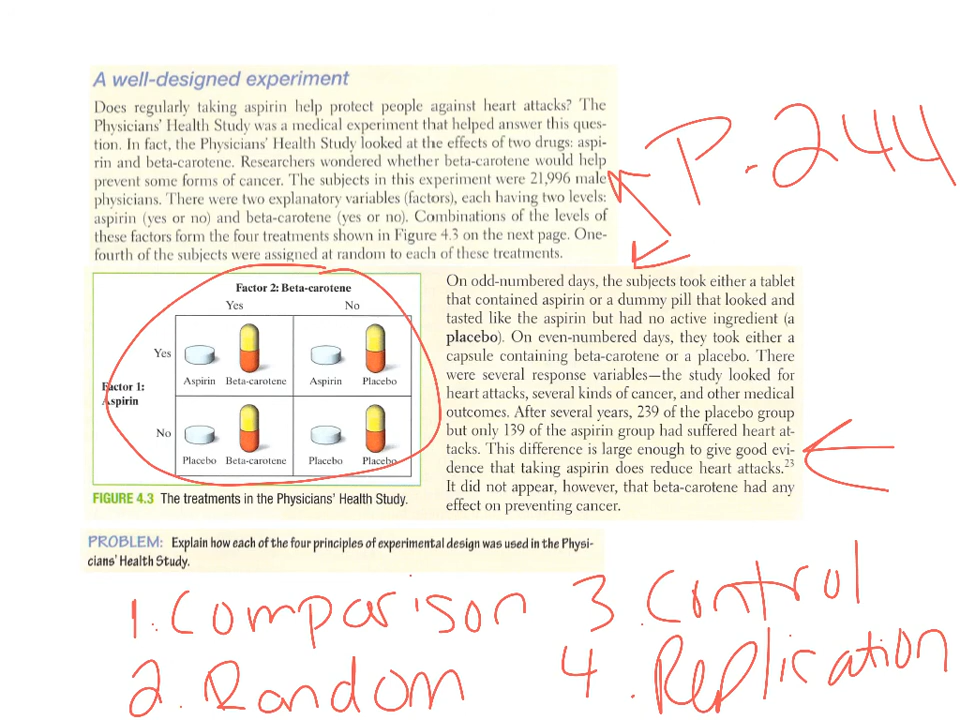 A well-designed experiment
Does regularly taking aspirin help protect people against heart attacks? The
Physicians' Health Study was a medical experiment that helped answer this ques-
tion. In fact, the Physicians' Health Study looked at the effects of two drugs: aspi-
rin and beta-carotene. Researchers wondered whether beta-carotene would help
prevent some forms of cancer. The subjects in this experiment were 21,996 male
physicians. There were two explanatory variables (factors), each having two levels:
aspirin (yes or no) and beta-carotene (yes or no). Combinations of the levels of
these factors form the four treatments shown in Figure 4.3 on the next page. One-
fourth of the subjects were assigned at random to each of these treatments.
P. 244
Factor 2: Beta-carotene
Yes No
Yes
Aspirin Beta-carotene Aspirin Placebo
Factor 1:
Aspirin
No
Placebo Beta-carotene Placebo Placebo
FIGURE 4.3 The treatments in the Physicians' Health Study.
On odd-numbered days, the subjects took either a tablet
that contained aspirin or a dummy pill that looked and
tasted like the aspirin but had no active ingredient (a
placebo). On even-numbered days, they took either a
capsule containing beta-carotene or a placebo. There
were several response variables—the study looked for
heart attacks, several kinds of cancer, and other medical
outcomes. After several years, 239 of the placebo group
but only 139 of the aspirin group had suffered heart at-
tacks. This difference is large enough to give good evi-
dence that taking aspirin does reduce heart attacks.23
It did not appear, however, that beta-carotene had any
effect on preventing cancer.
PROBLEM: Explain how each of the four principles of experimental design was used in the Physi-
cians' Health Study.
1. Comparison
2. Random
3. Control
4. Replication